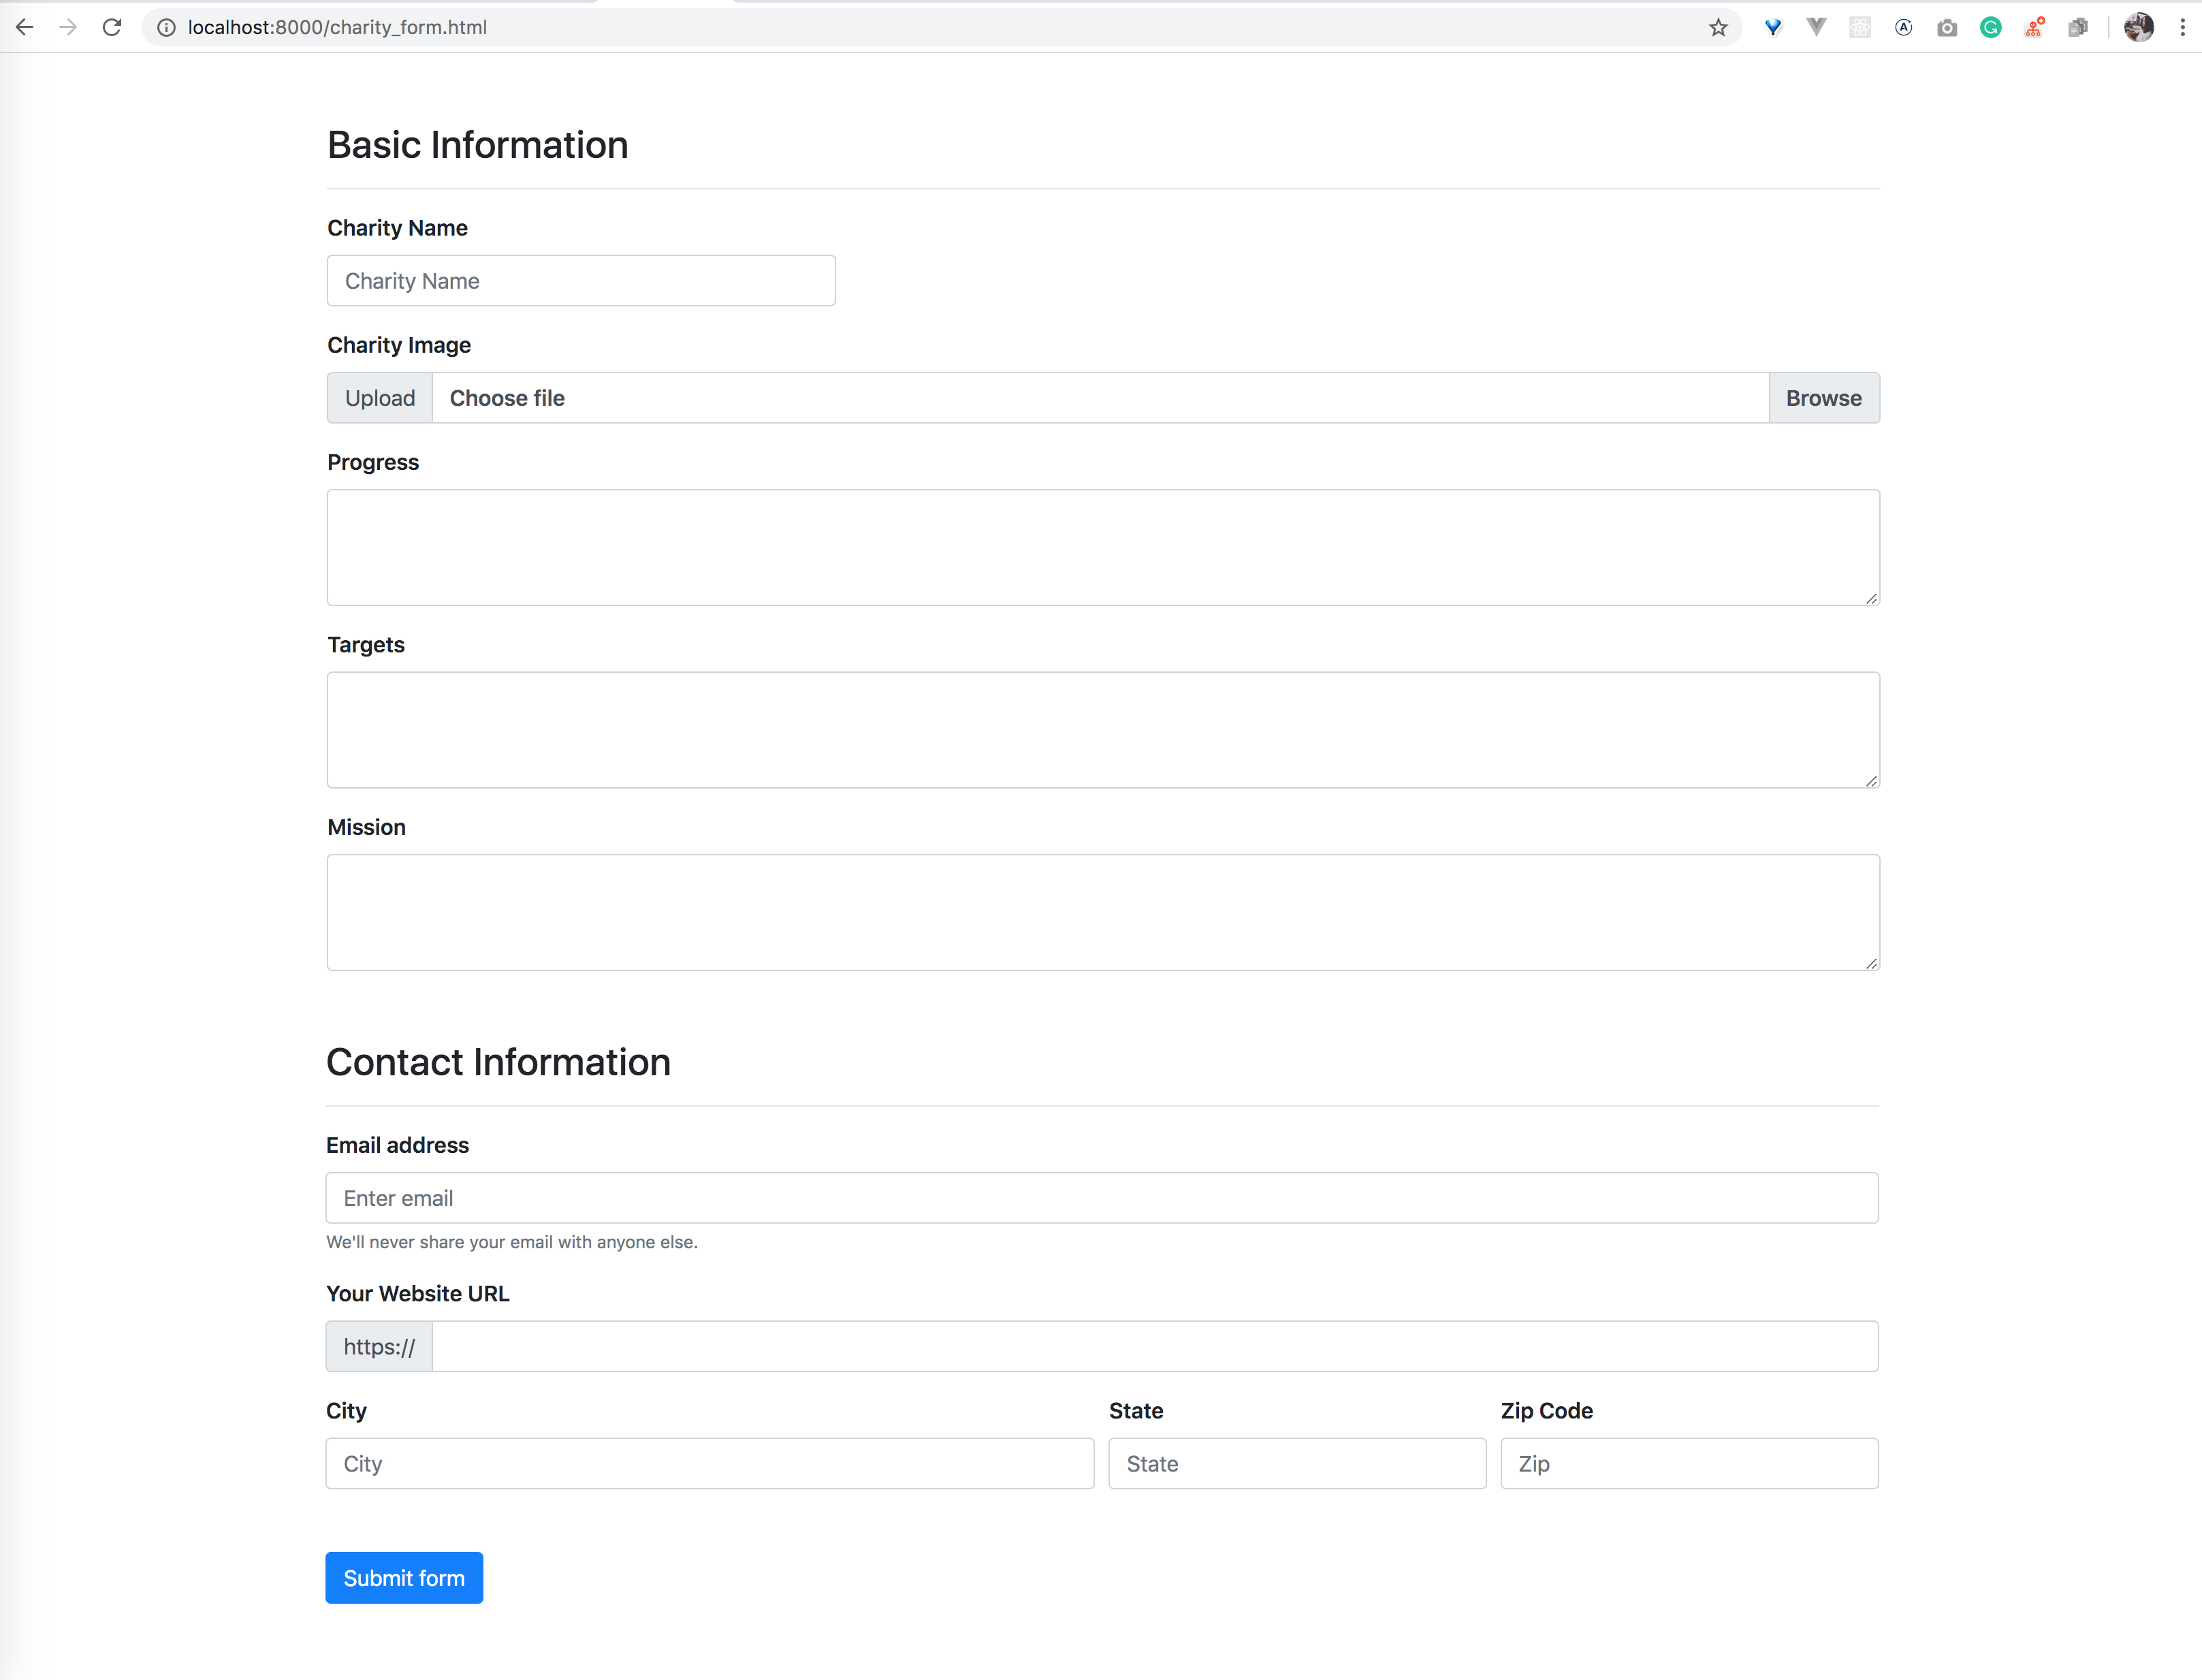 localhost:8000/charity_form.html
Basic Information
Charity Name
Charity Name
Charity Image
Upload Choose file Browse
Progress
Targets
Mission
Contact Information
Email address
Enter email
We'll never share your email with anyone else.
Your Website URL
https://
City State Zip Code
City State Zip
Submit form